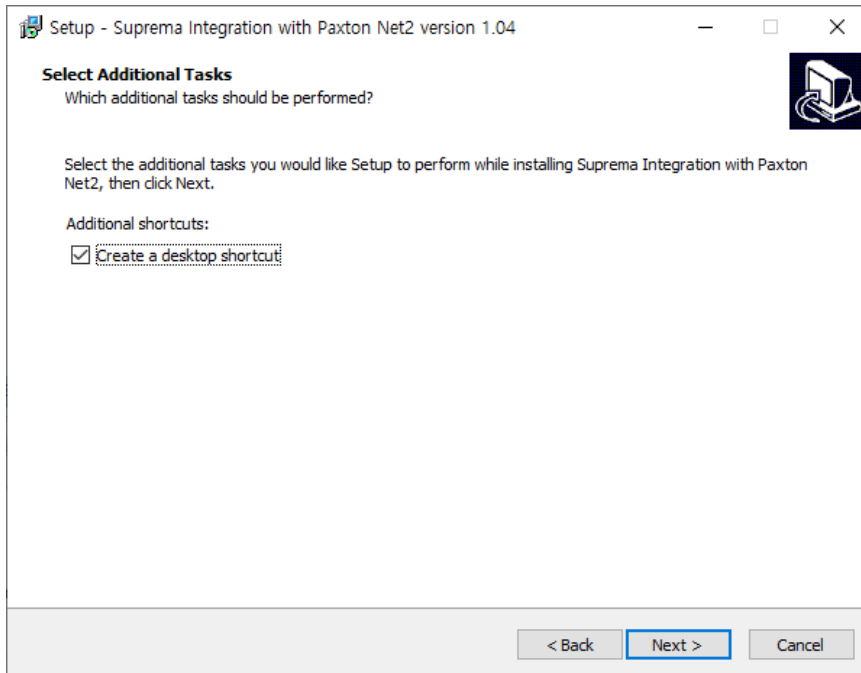 Setup - Suprema Integration with Paxton Net2 version 1.04
Select Additional Tasks
Which additional tasks should be performed?
Select the additional tasks you would like Setup to perform while installing Suprema Integration with Paxton
Net2, then click Next.
Additional shortcuts:
Create a desktop shortcut
< Back
Next >
Cancel